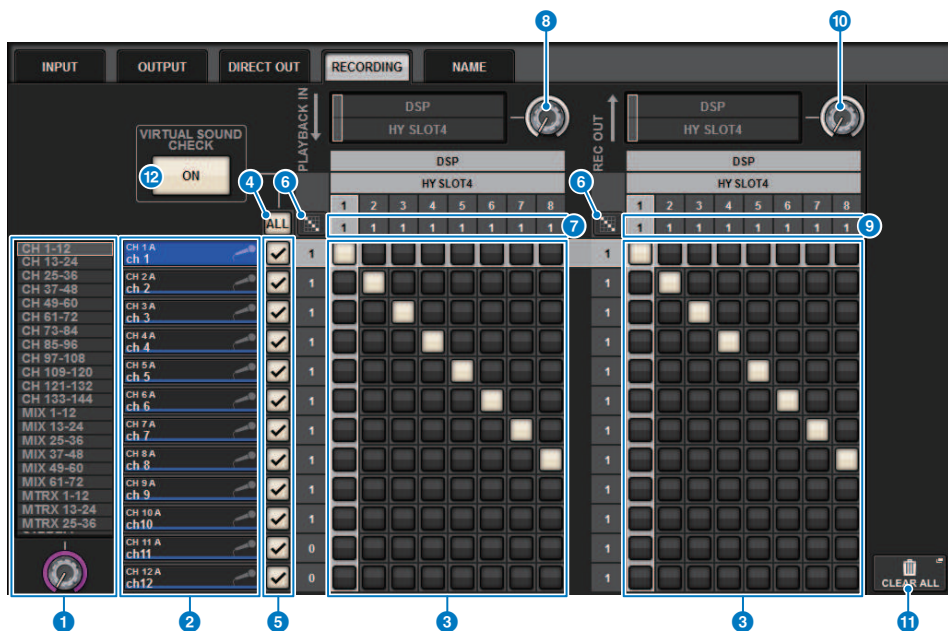 8
10
INPUT
OUTPUT
DIRECT OUT
RECORDING
NAME
PLAYBACK IN
DSP
HY SLOT4
REC OUT
DSP
HY SLOT4
VIRTUAL SOUND
CHECK
ON
12
4
6
6
DSP
HY SLOT4
DSP
HY SLOT4
ALL
1 2 3 4 5 6 7 8
1 1 1 1 1 1 1 1
7
1 2 3 4 5 6 7 8
1 1 1 1 1 1 1 1
9
CH 1-12
CH 13-24
CH 25-36
CH 37-48
CH 49-60
CH 61-72
CH 73-84
CH 85-96
CH 97-108
CH 109-120
CH 121-132
CH 133-144
MIX 1-12
MIX 13-24
MIX 25-36
MIX 37-48
MIX 49-60
MIX 61-72
MTRX 1-12
MTRX 13-24
MTRX 25-36
CH 1 A
ch 1
CH 2 A
ch 2
CH 3 A
ch 3
CH 4 A
ch 4
CH 5 A
ch 5
CH 6 A
ch 6
CH 7 A
ch 7
CH 8 A
ch 8
CH 9 A
ch 9
CH 10 A
ch10
CH 11 A
ch11
CH 12 A
ch12
1
1
1
1
1
1
1
1
1
1
0
0
1
1
1
1
1
1
1
1
1
1
1
1
CLEAR ALL
1
2
5
3
3
11